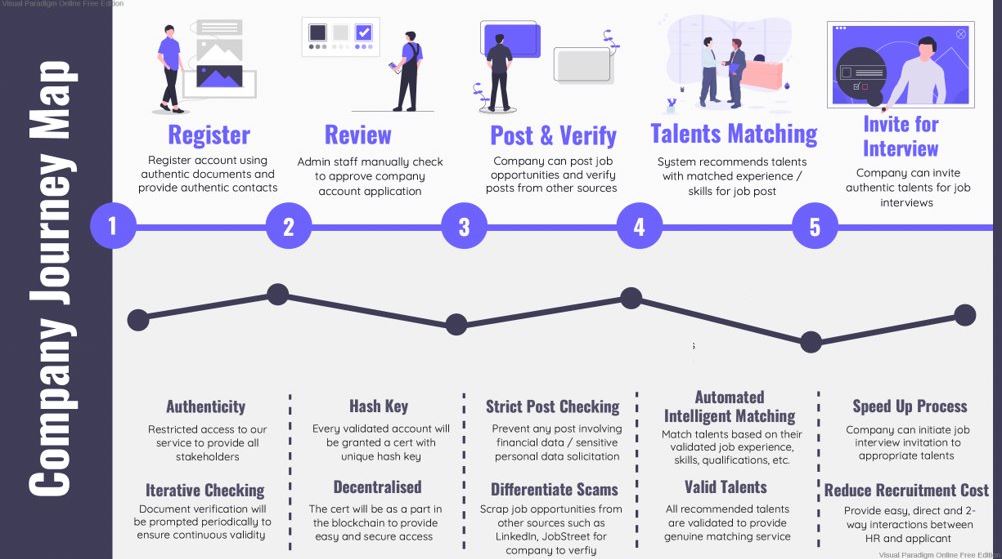 Visual Paradigm Online Free Edition
Company Journey Map
Register
Register account using
authentic documents and
provide authentic contacts
Review
Admin staff manually check
to approve company
account application
Post & Verify
Company can post job
opportunities and verify
posts from other sources
Talents Matching
System recommends talents
with matched experience /
skills for job post
Invite for
Interview
Company can invite
authentic talents for job
interviews
1
2
3
4
5
s
Authenticity
Restricted access to our
service to provide all
stakeholders
Iterative Checking
Document verification will
be prompted periodically to
ensure continous validity
Hash Key
Every validated account will
be granted a cert with
unique hash key
Decentralised
The cert will be as a part in
the blockchain to provide
easy and secure access
Strict Post Checking
Prevent any post involving
financial data / sensitive
personal data solicitation
Differentiate Scams
Scrap job opportunities from
other sources such as
LinkedIn, JobStreet for
company to verfiy
Automated
Intelligent Matching
Match talents based on their
validated job experience,
skills, qualifications, etc.
Valid Talents
All recommended talents
are validated to provide
genuine matching service
Speed Up Process
Company can initiate job
interview invitation to
appropriate talents
Reduce Recruitment Cost
Provide easy, direct and 2-
way interactions between
HR and applicant
Visual Paradigm Online Free Edition